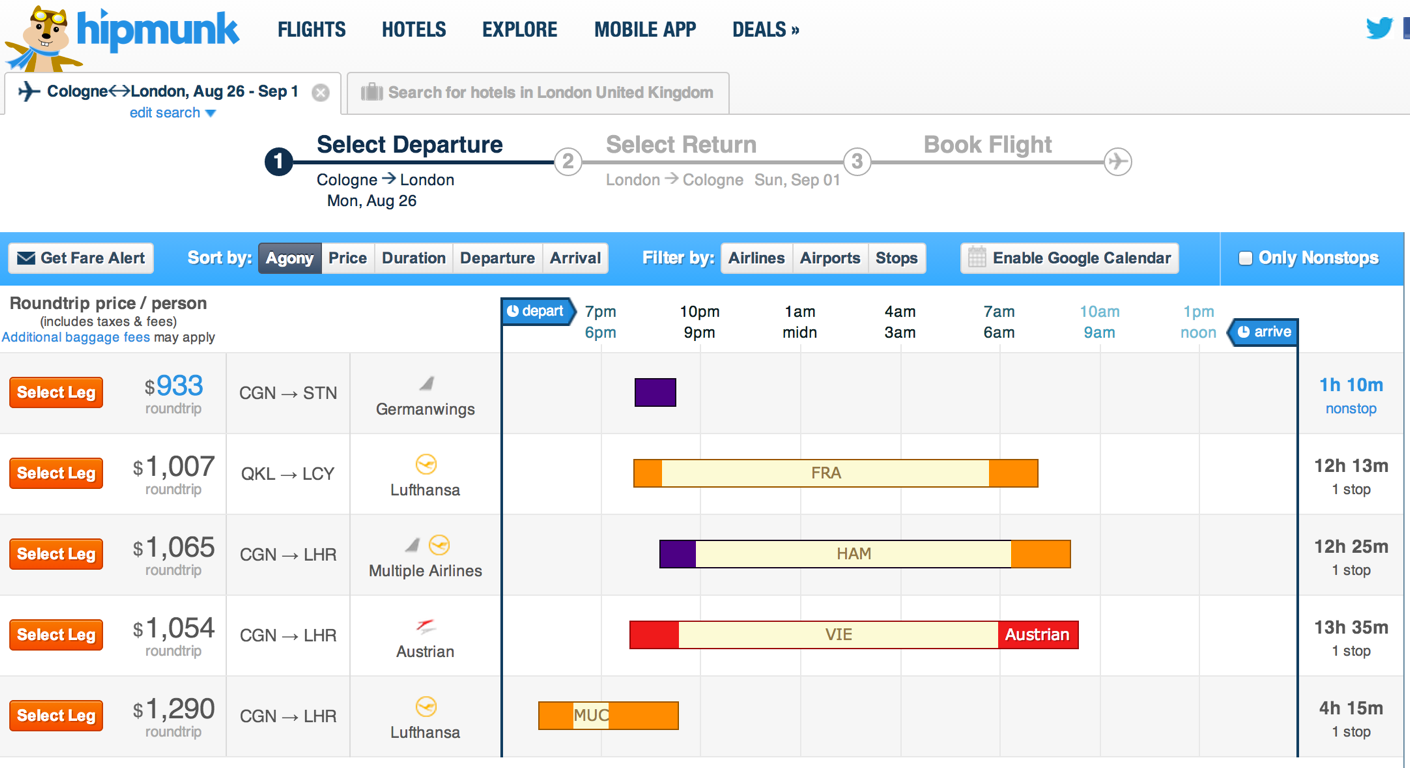 hipmunk FLIGHTS HOTELS EXPLORE MOBILE APP DEALS »
Cologne↔London, Aug 26 - Sep 1
edit search ▼
Search for hotels in London United Kingdom
1 Select Departure 2 Select Return 3 Book Flight
Cologne → London London → Cologne Sun, Sep 01
Mon, Aug 26
Get Fare Alert Sort by: Agony Price Duration Departure Arrival Filter by: Airlines Airports Stops Enable Google Calendar Only Nonstops
Roundtrip price / person
(includes taxes & fees)
Additional baggage fees may apply
depart 7pm 10pm 1am 4am 7am 10am 1pm
6pm 9pm midn 3am 6am 9am noon arrive
Select Leg $933 roundtrip CGN → STN Germanwings 1h 10m nonstop
Select Leg $1,007 roundtrip QKL → LCY Lufthansa FRA 12h 13m 1 stop
Select Leg $1,065 roundtrip CGN → LHR Multiple Airlines HAM 12h 25m 1 stop
Select Leg $1,054 roundtrip CGN → LHR Austrian VIE Austrian 13h 35m 1 stop
Select Leg $1,290 roundtrip CGN → LHR Lufthansa MUC 4h 15m 1 stop